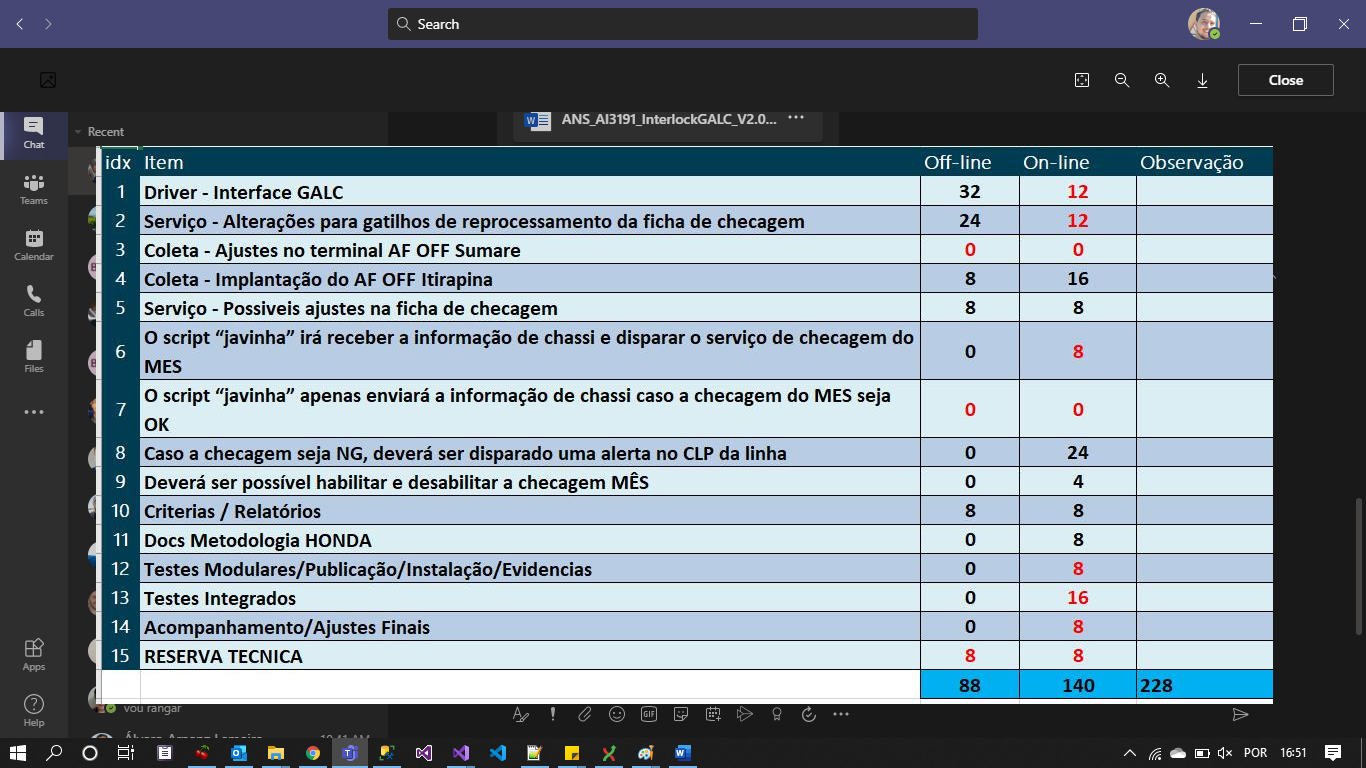 Search
Close
Chat
Recent
ANS_AI3191_InterlockGALC_V2.0...
Teams
Calendar
Calls
Files
Apps
Help
idx Item Off-line On-line Observação
1 Driver - Interface GALC 32 12
2 Serviço - Alterações para gatilhos de reprocessamento da ficha de checagem 24 12
3 Coleta - Ajustes no terminal AF OFF Sumare 0 0
4 Coleta - Implantação do AF OFF Itirapina 8 16
5 Serviço - Possiveis ajustes na ficha de checagem 8 8
6 O script “javinha” irá receber a informação de chassi e disparar o serviço de checagem do
MES 0 8
7 O script “javinha” apenas enviará a informação de chassi caso a checagem do MES seja
OK 0 0
8 Caso a checagem seja NG, deverá ser disparado uma alerta no CLP da linha 0 24
9 Deverá ser possível habilitar e desabilitar a checagem MÊS 0 4
10 Criterias / Relatórios 8 8
11 Docs Metodologia HONDA 0 8
12 Testes Modulares/Publicação/Instalação/Evidencias 0 8
13 Testes Integrados 0 16
14 Acompanhamento/Ajustes Finais 0 8
15 RESERVA TECNICA 8 8
88 140 228
vou rangar
GIF
POR 16:51